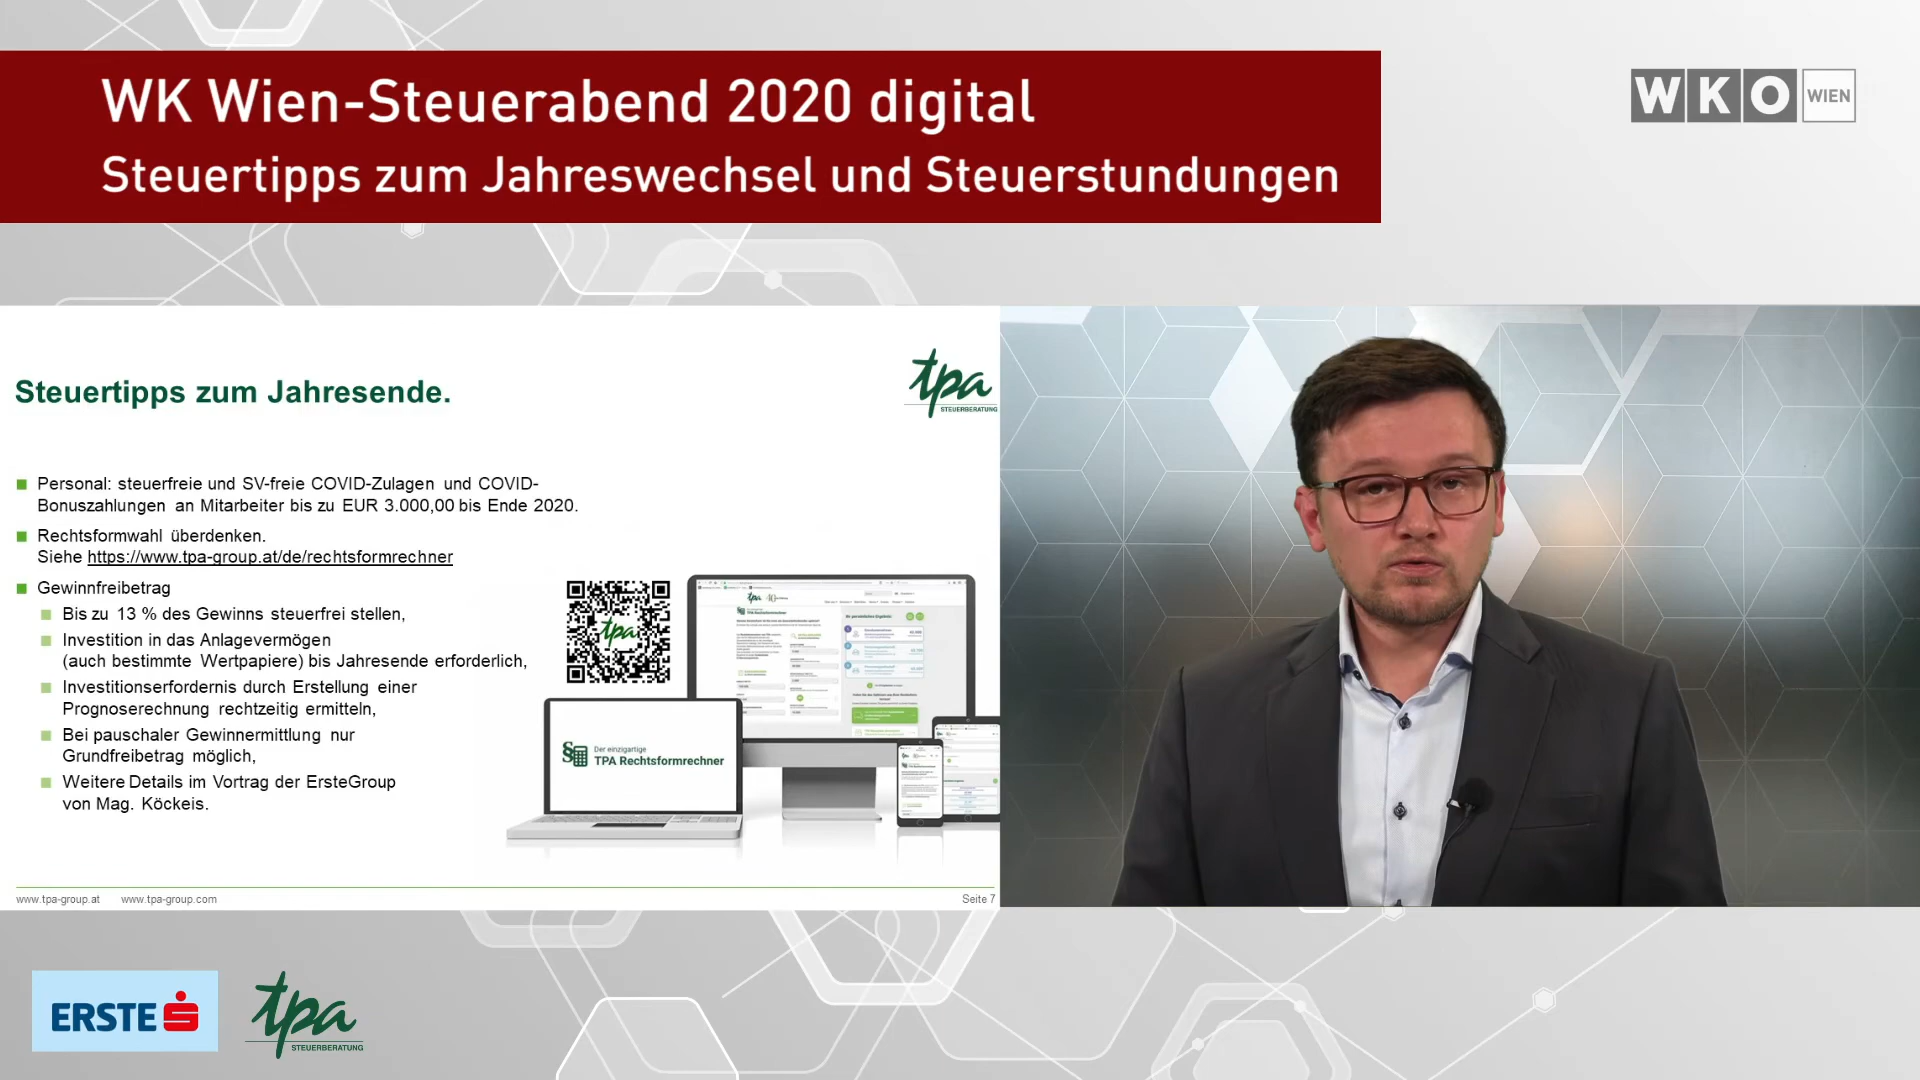 WK Wien-Steuerabend 2020 digital
Steuertipps zum Jahreswechsel und Steuerstundungen
WKO WIEN
Steuertipps zum Jahresende.
tpa
STEUERBERATUNG
Personal: steuerfreie und SV-freie COVID-Zulagen und COVID-
Bonuszahlungen an Mitarbeiter bis zu EUR 3.000,00 bis Ende 2020.
Rechtsformwahl überdenken.
Siehe https://www.tpa-group.at/de/rechtsformrechner
Gewinnfreibetrag
Bis zu 13 % des Gewinns steuerfrei stellen,
Investition in das Anlagevermögen
(auch bestimmte Wertpapiere) bis Jahresende erforderlich,
Investitionserfordernis durch Erstellung einer
Prognoserechnung rechtzeitig ermitteln,
Bei pauschaler Gewinnermittlung nur
Grundfreibetrag möglich,
Weitere Details im Vortrag der ErsteGroup
von Mag. Köckeis.
tpa
tpa
Der einzigartige
TPA Rechtsformrechner
www.tpa-group.at www.tpa-group.com
Seite 7
ERSTE
tpa
STEUERBERATUNG